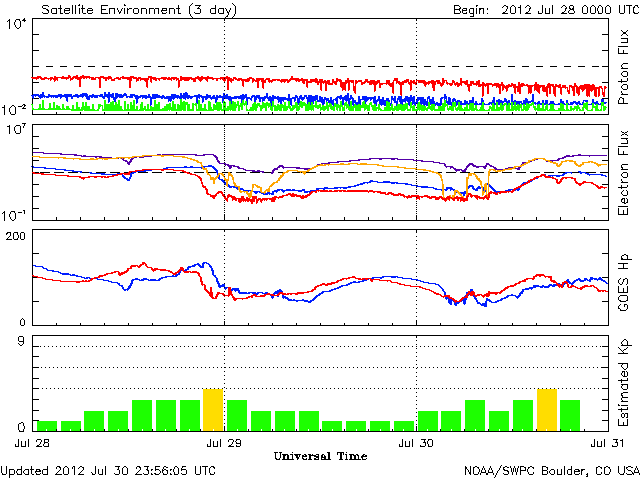 Satellite Environment (3 day) Begin: 2012 Jul 28 0000 UTC
10⁴
10⁻²
Proton Flux
10⁷
10⁻¹
Electron Flux
200
0
GOES Hp
9
0
Estimated Kp
Jul 28 Jul 29 Jul 30 Jul 31
Universal Time
Updated 2012 Jul 30 23:56:05 UTC NOAA/SWPC Boulder, CO USA